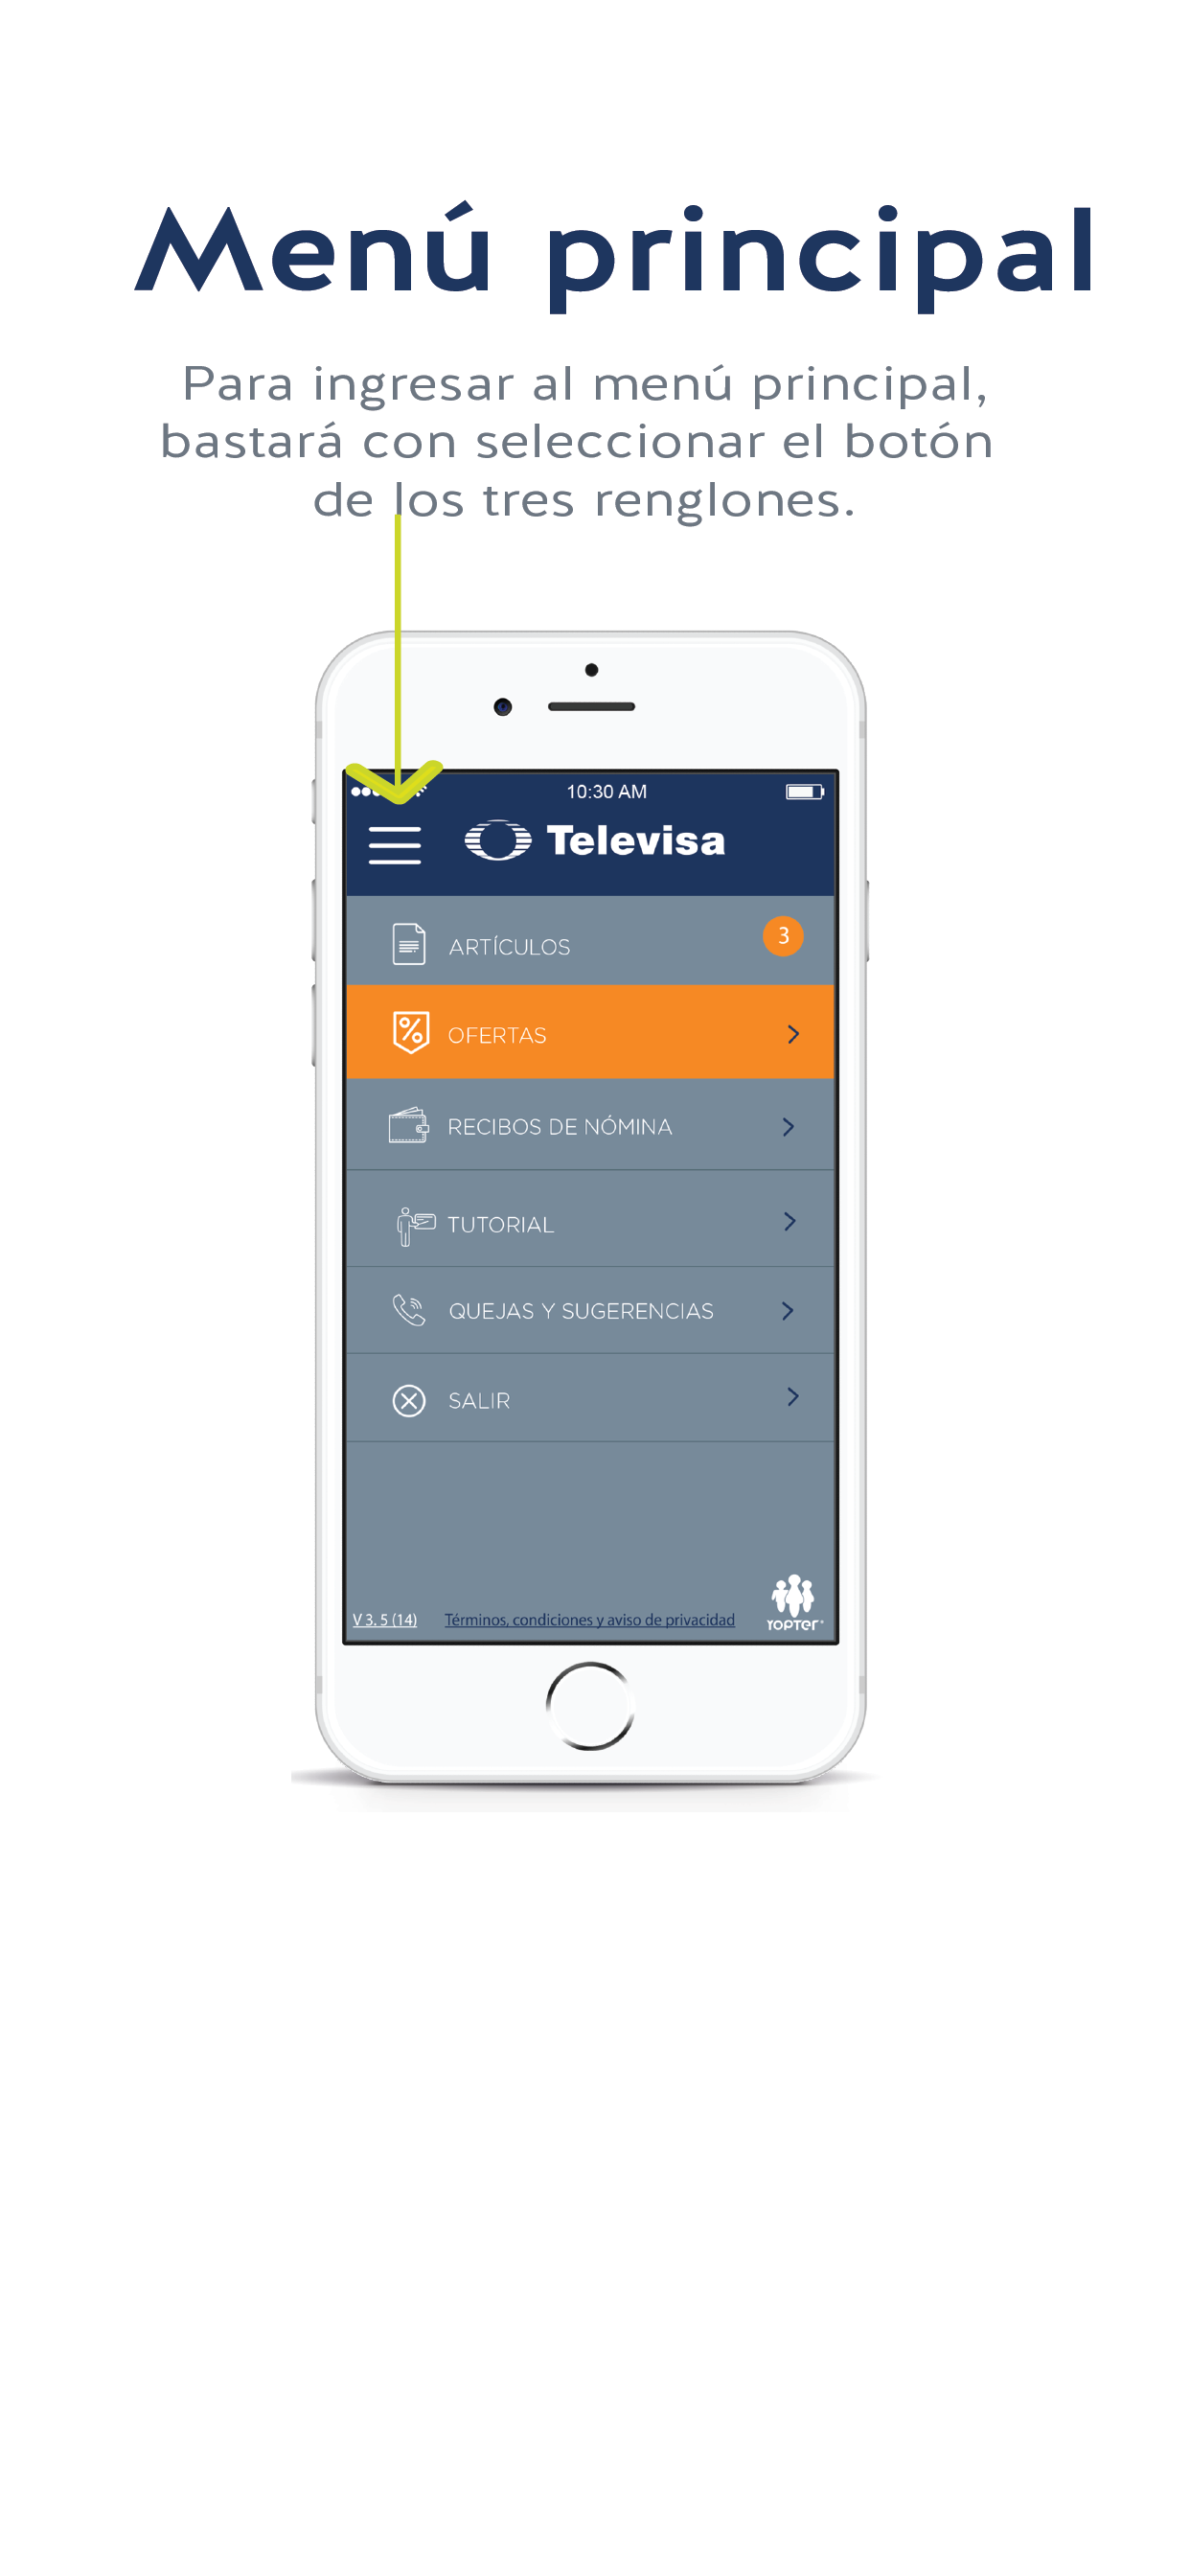 Menú principal
Para ingresar al menú principal,
bastará con seleccionar el botón
de los tres renglones.
10:30 AM
Televisa
ARTÍCULOS
3
OFERTAS
RECIBOS DE NÓMINA
TUTORIAL
QUEJAS Y SUGERENCIAS
SALIR
V 3. 5 (14) Términos, condiciones y aviso de privacidad
YOPTer